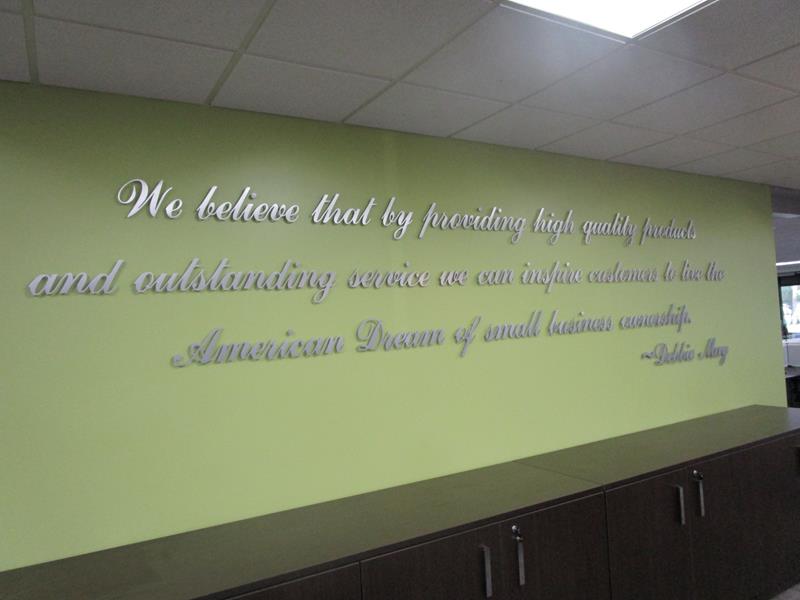 We believe that by providing high quality products
and outstanding service we can inspire customers to live the
American Dream of small business ownership.
~Debbie May